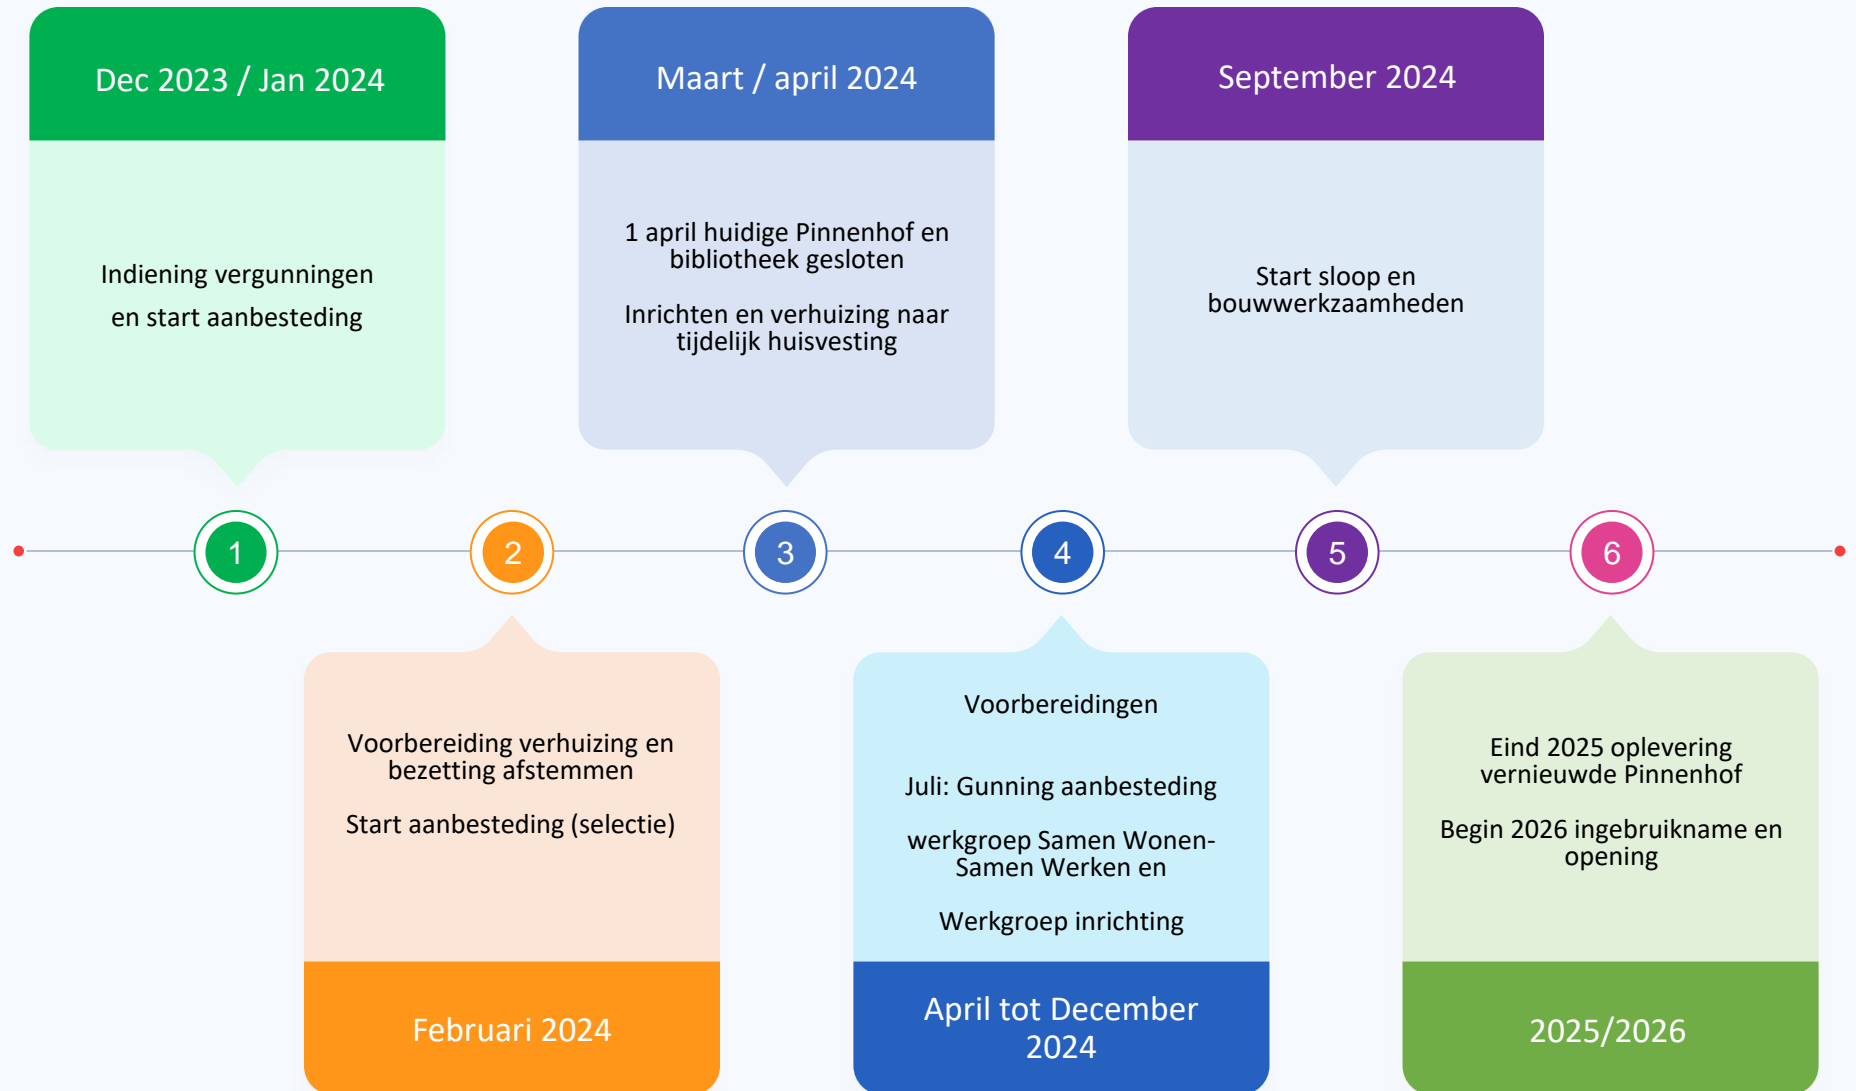 Dec 2023 / Jan 2024
Indiening vergunningen
en start aanbesteding
Maart / april 2024
1 april huidige Pinnenhof en
bibliotheek gesloten
Inrichten en verhuizing naar
tijdelijk huisvesting
September 2024
Start sloop en
bouwwerkzaamheden
1
2
3
4
5
6
Voorbereiding verhuizing en
bezetting afstemmen
Start aanbesteding (selectie)
Februari 2024
Voorbereidingen
Juli: Gunning aanbesteding
werkgroep Samen Wonen-
Samen Werken en
Werkgroep inrichting
April tot December
2024
Eind 2025 oplevering
vernieuwde Pinnenhof
Begin 2026 ingebruikname en
opening
2025/2026